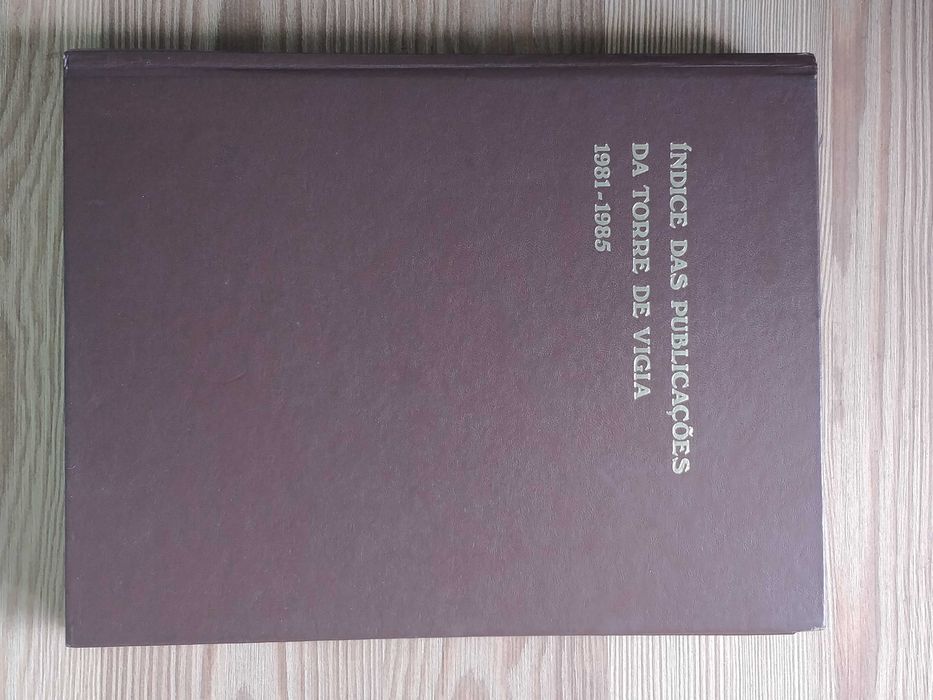 ÍNDICE DAS PUBLICAÇÕES
DA TORRE DE VIGIA
1981-1985